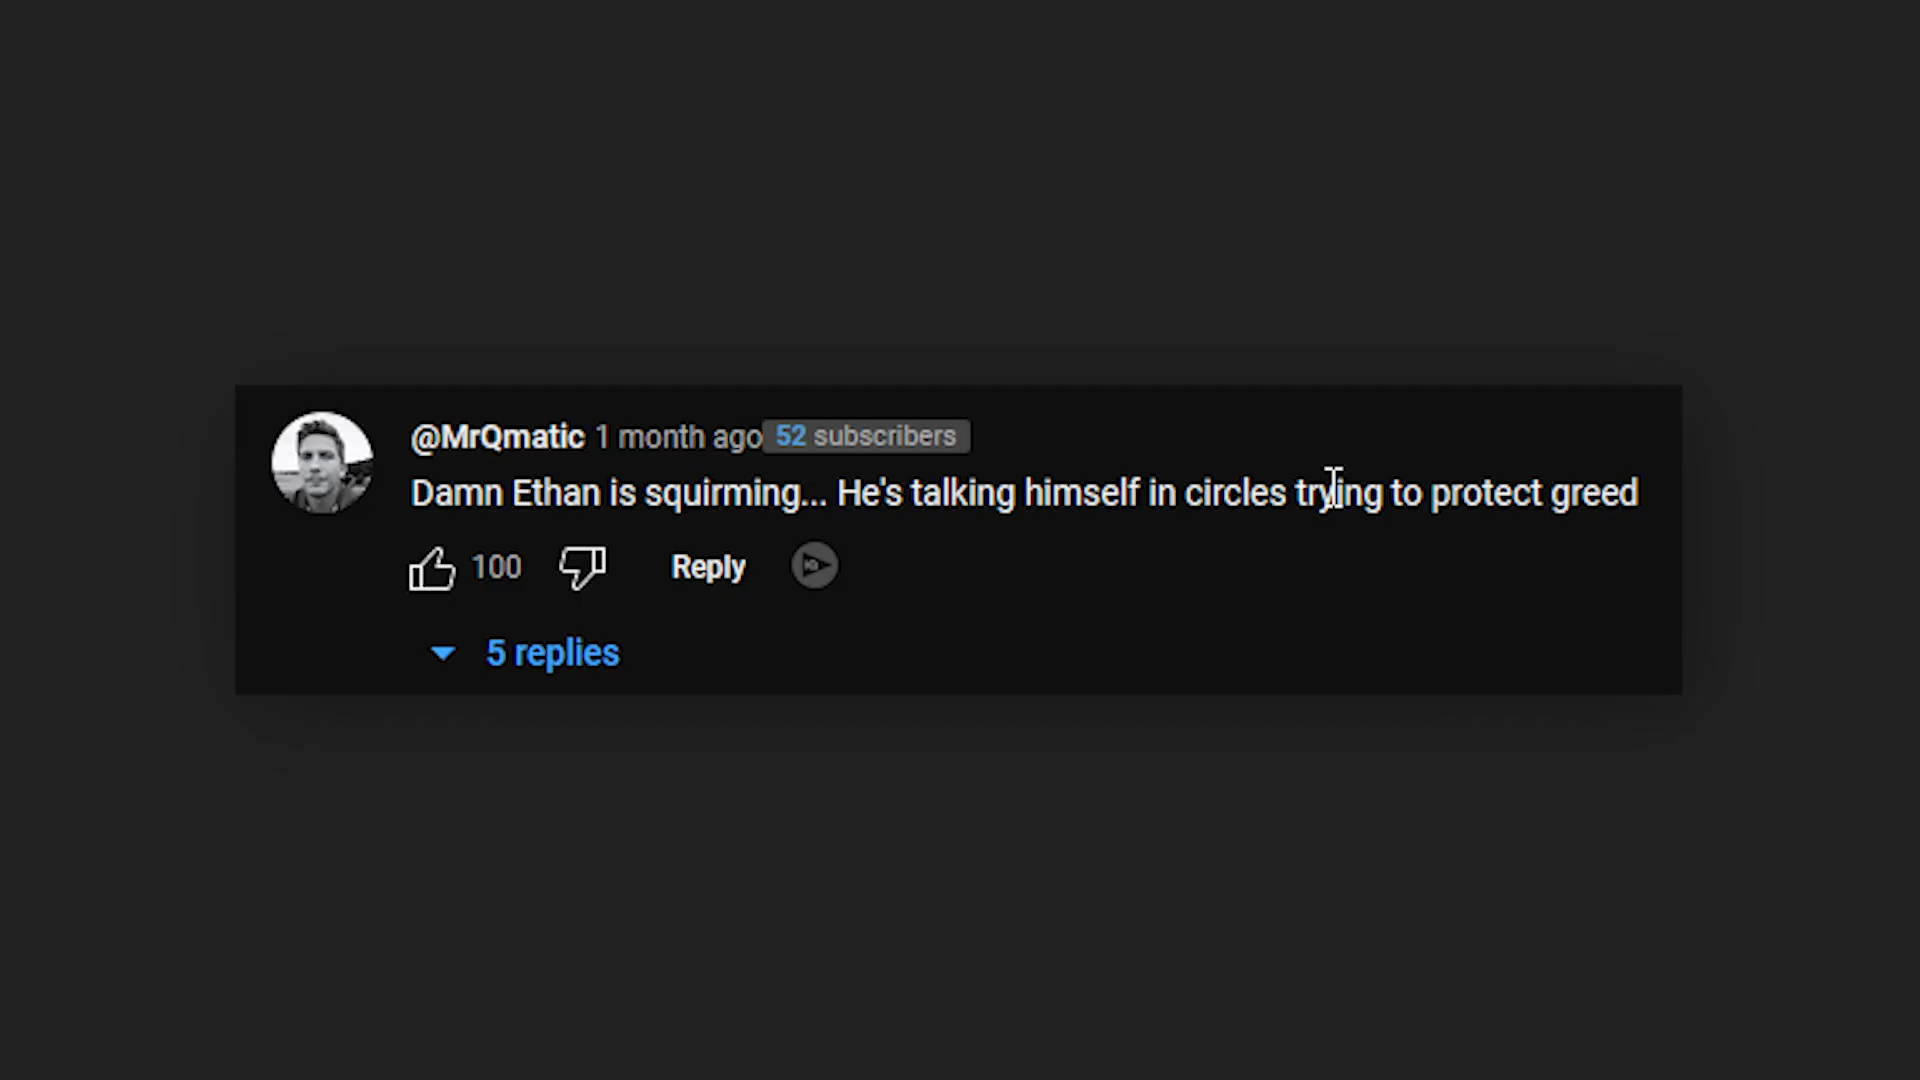 @MrQmatic 1 month ago 52 subscribers
Damn Ethan is squirming... He's talking himself in circles trying to protect greed
100 Reply
5 replies